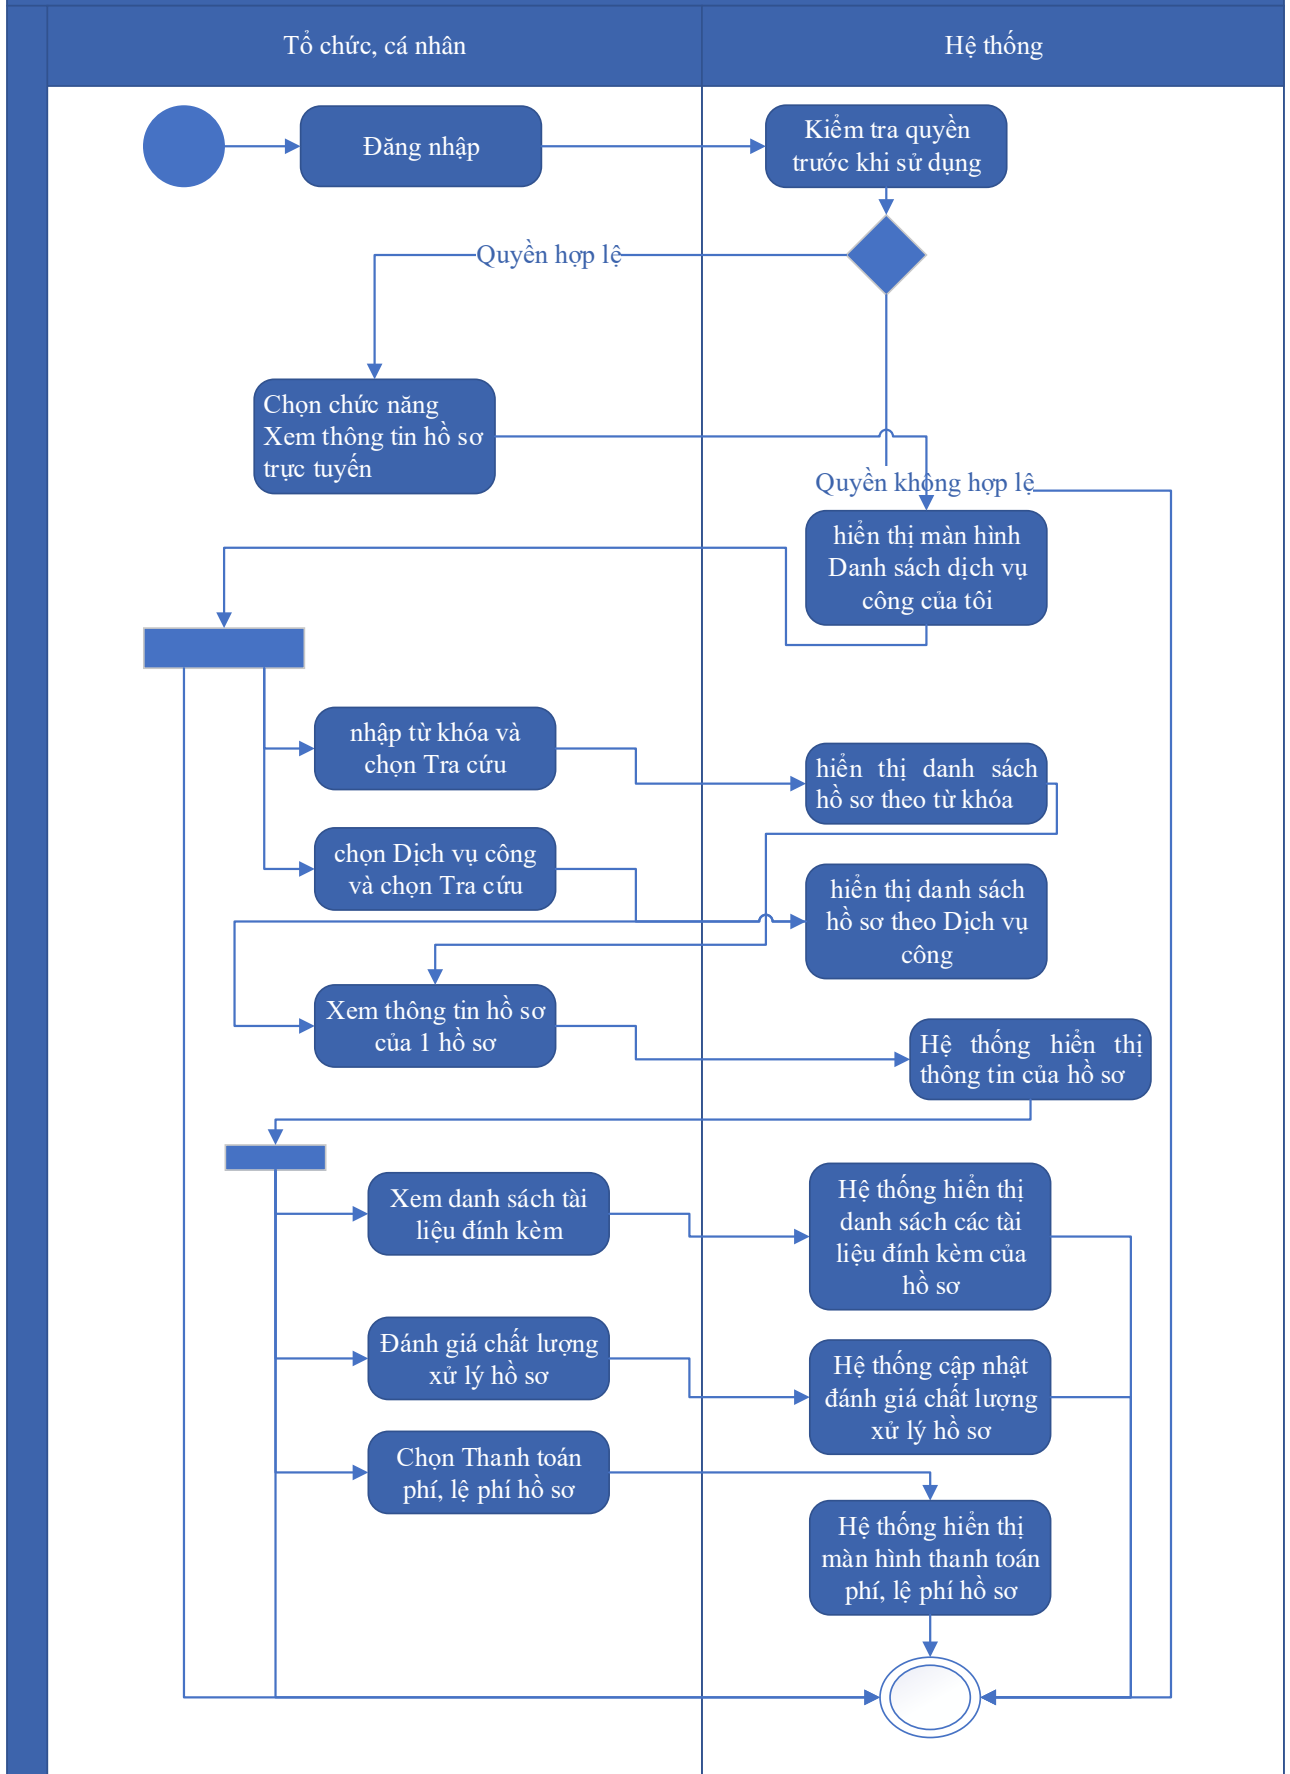 Tổ chức, cá nhân
Hệ thống
Đăng nhập
Kiểm tra quyền
trước khi sử dụng
Quyền hợp lệ
Chọn chức năng
Xem thông tin hồ sơ
trực tuyến
Quyền không hợp lệ
hiển thị màn hình
Danh sách dịch vụ
công của tôi
nhập từ khóa và
chọn Tra cứu
hiển thị danh sách
hồ sơ theo từ khóa
chọn Dịch vụ công
và chọn Tra cứu
hiển thị danh sách
hồ sơ theo Dịch vụ
công
Xem thông tin hồ sơ
của 1 hồ sơ
Hệ thống hiển thị
thông tin của hồ sơ
Xem danh sách tài
liệu đính kèm
Hệ thống hiển thị
danh sách các tài
liệu đính kèm của
hồ sơ
Đánh giá chất lượng
xử lý hồ sơ
Hệ thống cập nhật
đánh giá chất lượng
xử lý hồ sơ
Chọn Thanh toán
phí, lệ phí hồ sơ
Hệ thống hiển thị
màn hình thanh toán
phí, lệ phí hồ sơ